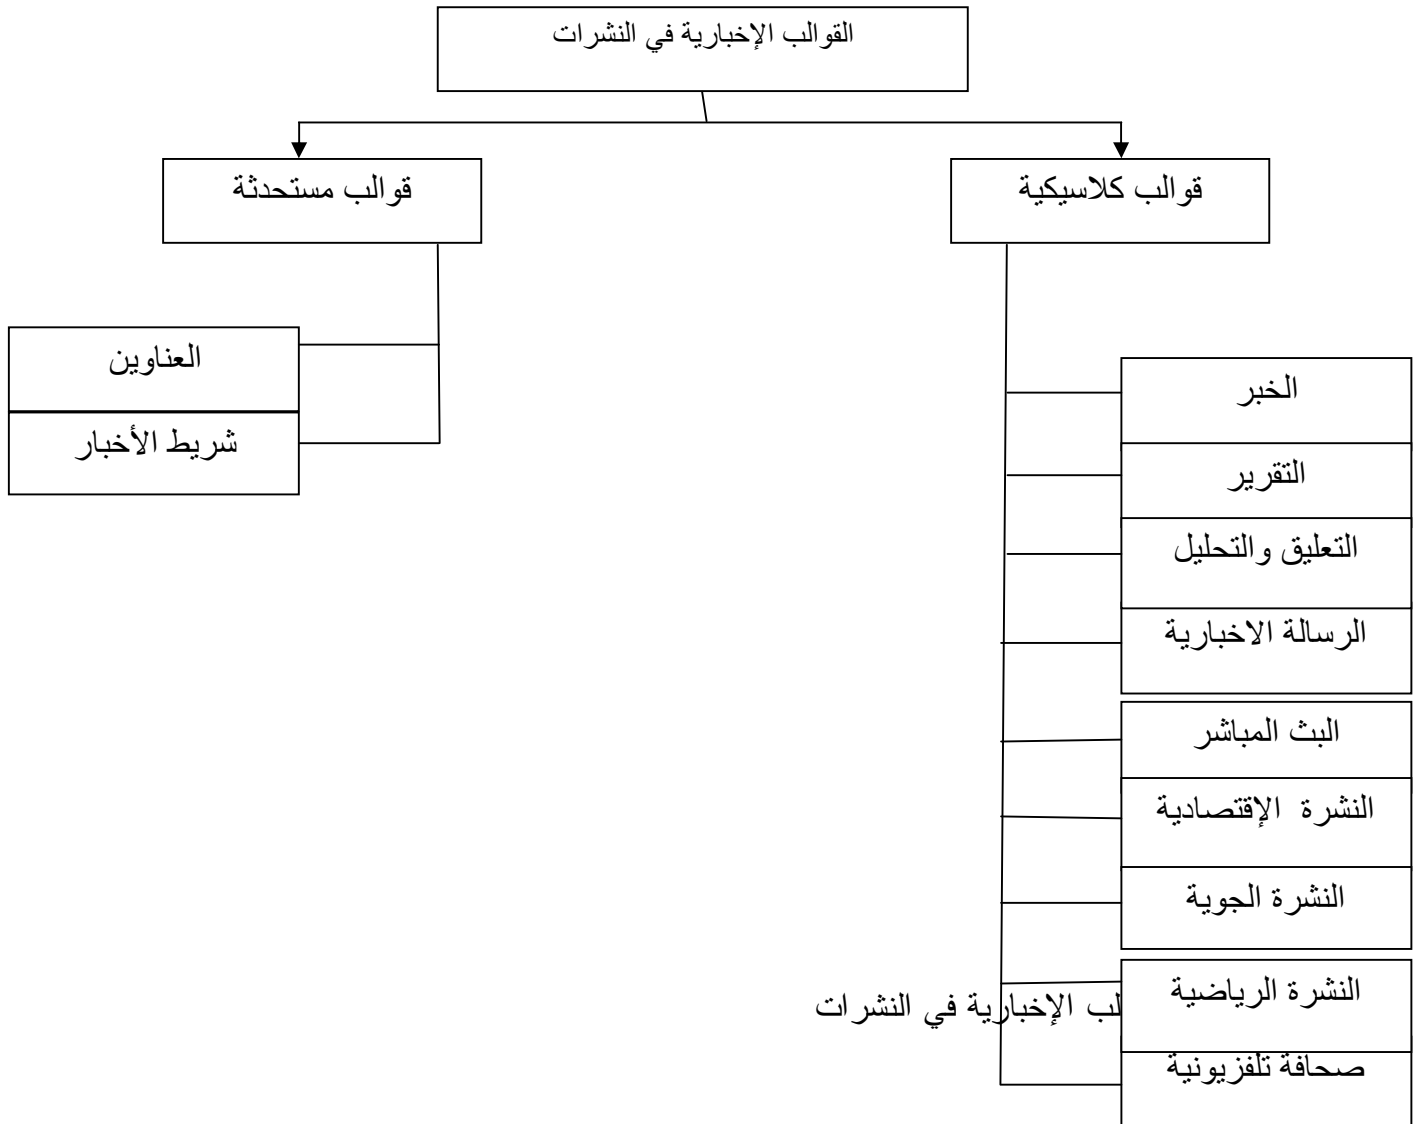 القوالب الإخبارية في النشرات
قوالب كلاسيكية
قوالب مستحدثة
الخبر
التقرير
التعليق والتحليل
الرسالة الاخبارية
البث المباشر
النشرة الإقتصادية
النشرة الجوية
النشرة الرياضية
صحافة تلفزيونية
العناوين
شريط الأخبار
الإخبارية في النشرات